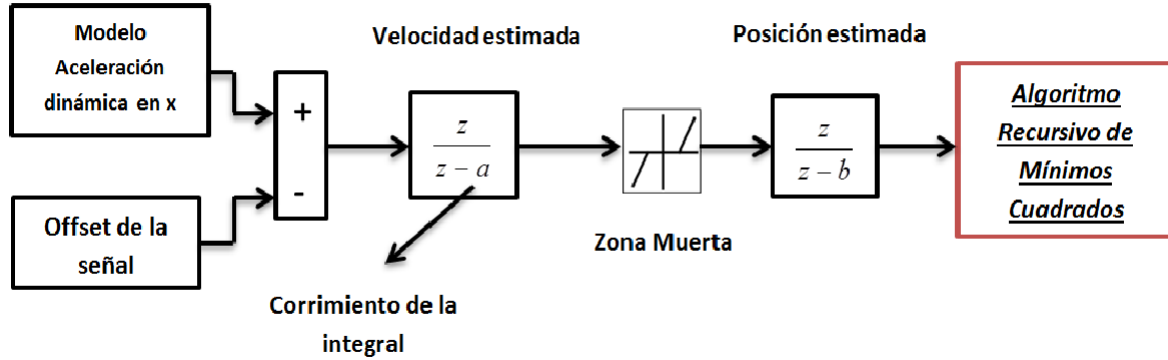 Modelo
Aceleración
dinámica en x
Offset de la
señal
+
-
Velocidad estimada
z
z − a
Corrimiento de la
integral
Zona Muerta
Posición estimada
z
z − b
Algoritmo
Recursivo de
Mínimos
Cuadrados